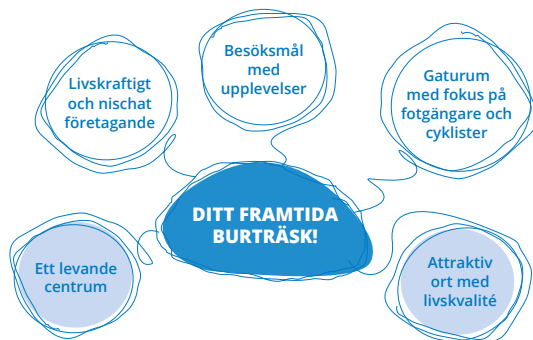 Besöksmål
med
upplevelser
Livskraftigt
och nischat
företagande
Gaturum
med fokus på
fotgängare och
cyklister
DITT FRAMTIDA
BURTRÄSK!
Ett levande
centrum
Attraktiv
ort med
livskvalité